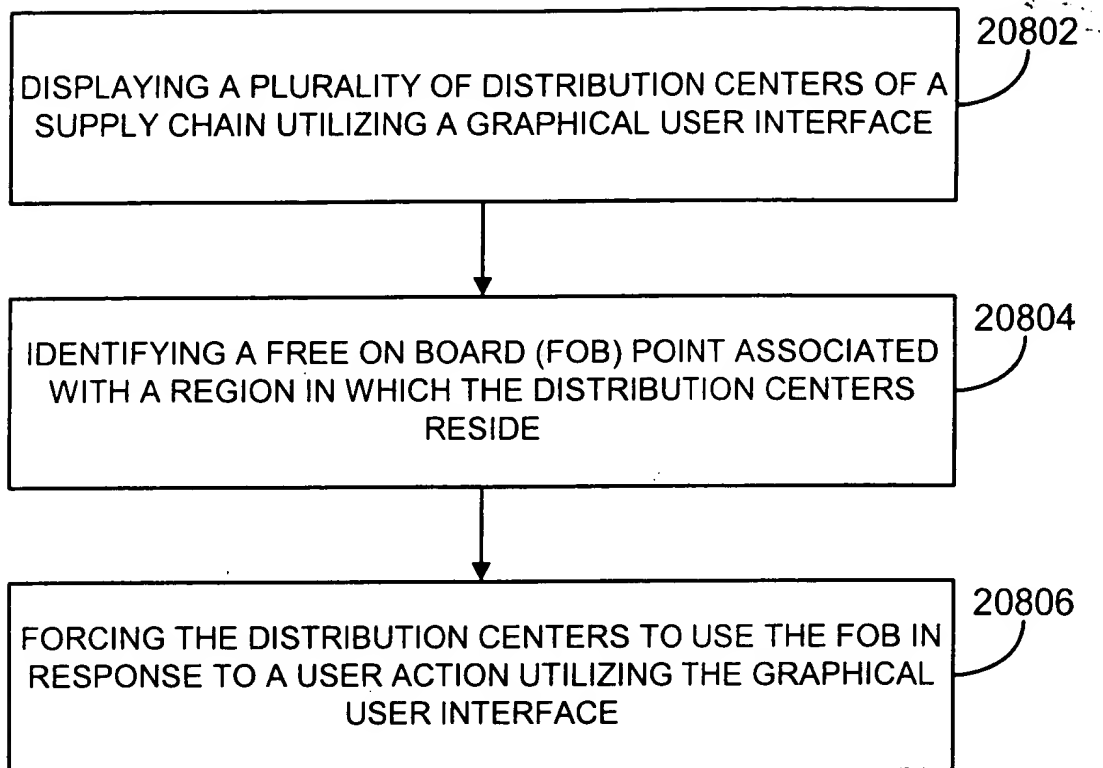 20802
DISPLAYING A PLURALITY OF DISTRIBUTION CENTERS OF A
SUPPLY CHAIN UTILIZING A GRAPHICAL USER INTERFACE
20804
IDENTIFYING A FREE ON BOARD (FOB) POINT ASSOCIATED
WITH A REGION IN WHICH THE DISTRIBUTION CENTERS
RESIDE
20806
FORCING THE DISTRIBUTION CENTERS TO USE THE FOB IN
RESPONSE TO A USER ACTION UTILIZING THE GRAPHICAL
USER INTERFACE